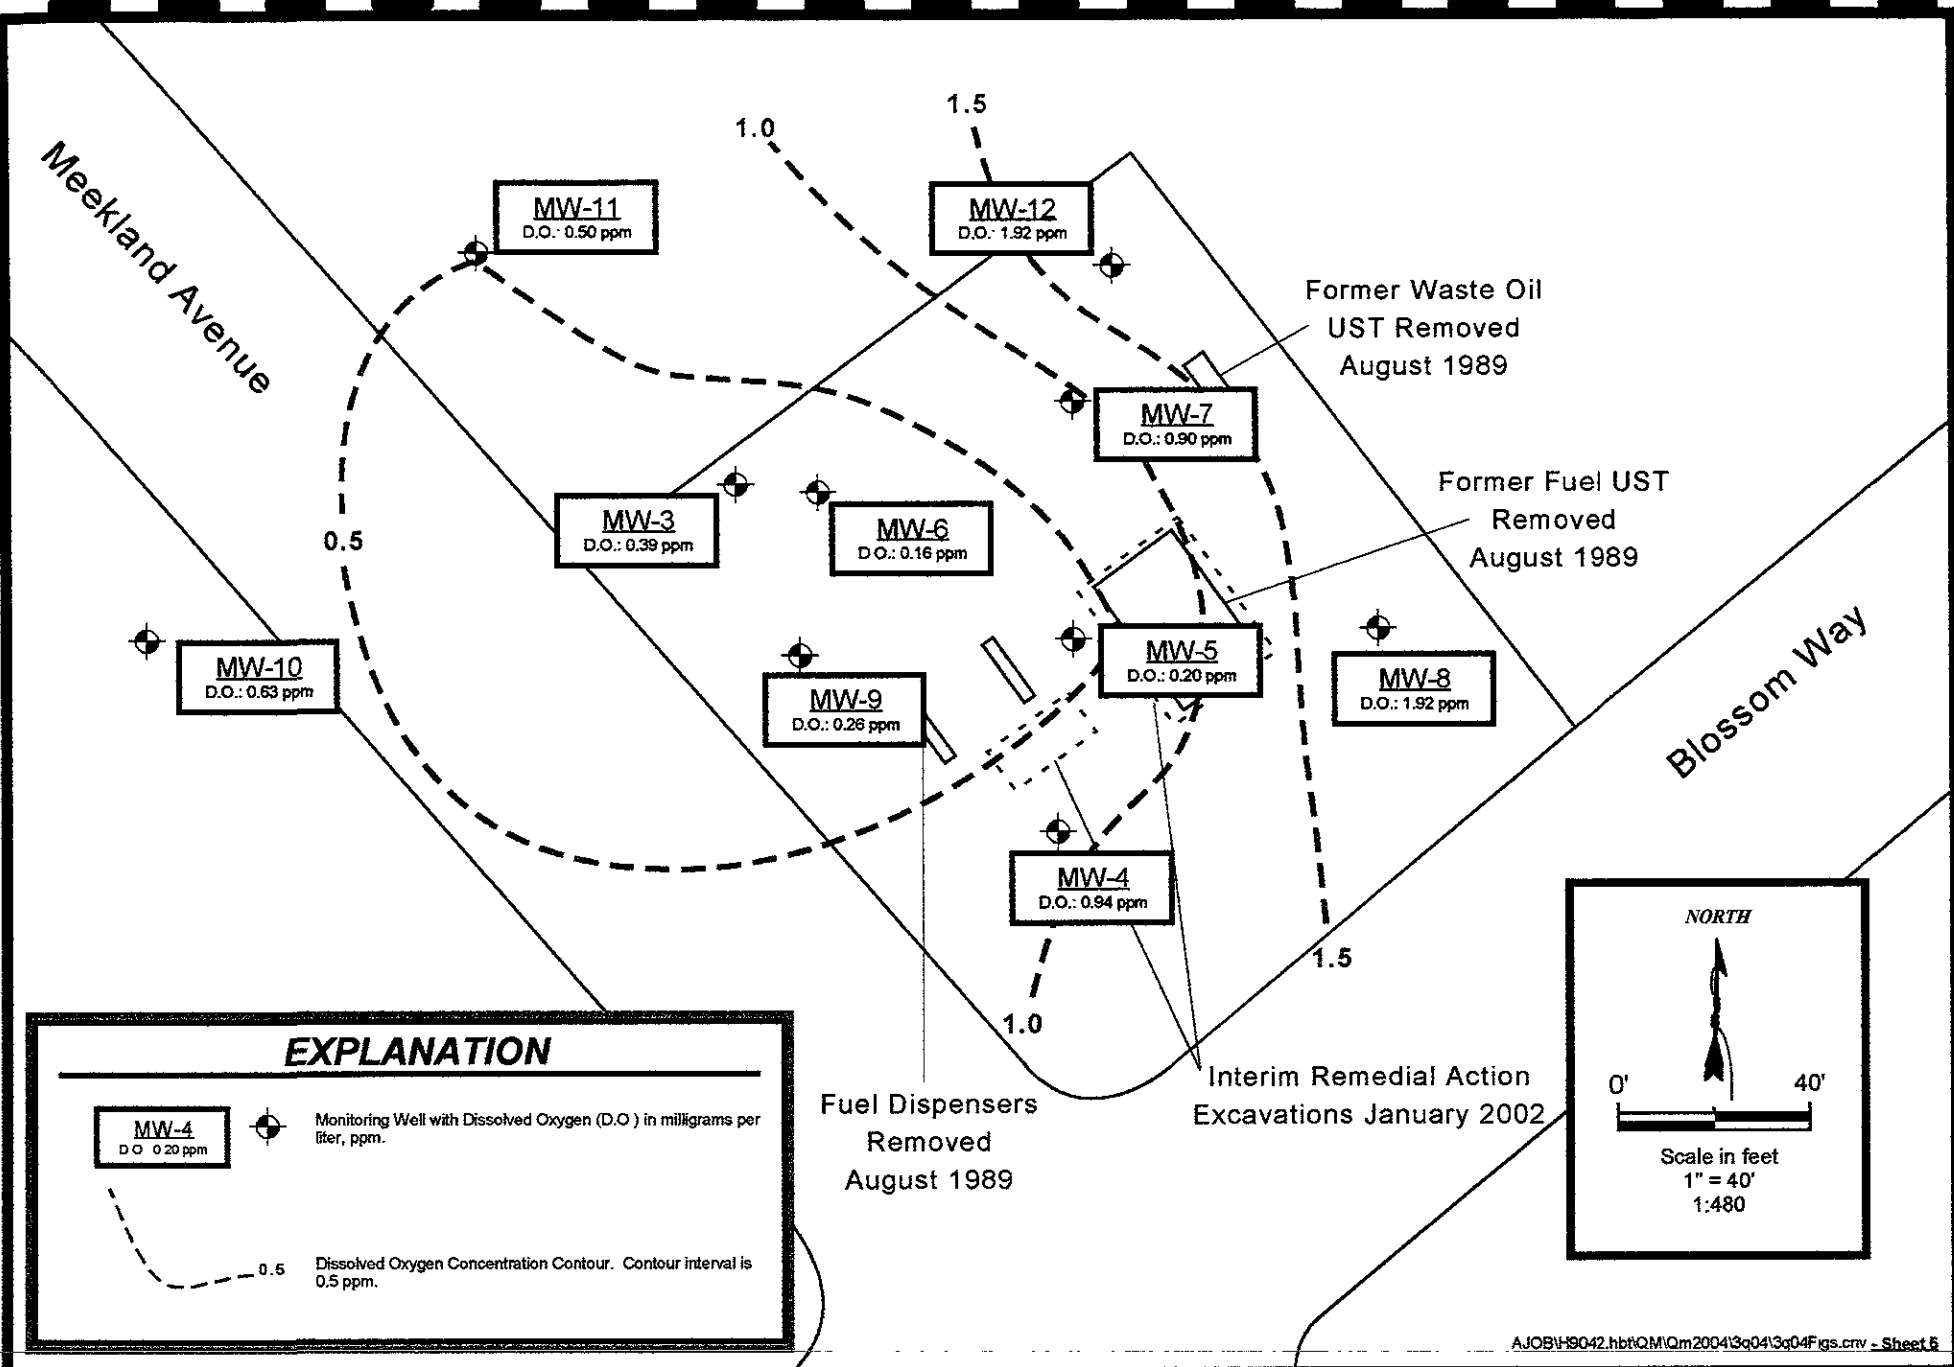 1.5
1.0
Meekland Avenue
MW-11
D.O.: 0.50 ppm
MW-12
D.O.: 1.92 ppm
Former Waste Oil
UST Removed
August 1989
MW-7
D.O.: 0.90 ppm
Former Fuel UST
Removed
August 1989
MW-3
D.O.: 0.39 ppm
MW-6
D O.: 0.16 ppm
0.5
MW-10
D.O.: 0.63 ppm
MW-9
D.O.: 0.26 ppm
MW-5
D.O.: 0.20 ppm
MW-8
D.O.: 1.92 ppm
Blossom Way
MW-4
D.O.: 0.94 ppm
1.5
1.0
Fuel Dispensers
Removed
August 1989
Interim Remedial Action
Excavations January 2002
NORTH
0' 40'
Scale in feet
1" = 40'
1:480
EXPLANATION
MW-4
D O 0 20 ppm
Monitoring Well with Dissolved Oxygen (D.O ) in milligrams per
liter, ppm.
0.5
Dissolved Oxygen Concentration Contour. Contour interval is
0.5 ppm.
AJOB\H9042.hbt\QM\Qm2004\3q04\3q04Figs.cnv - Sheet 6